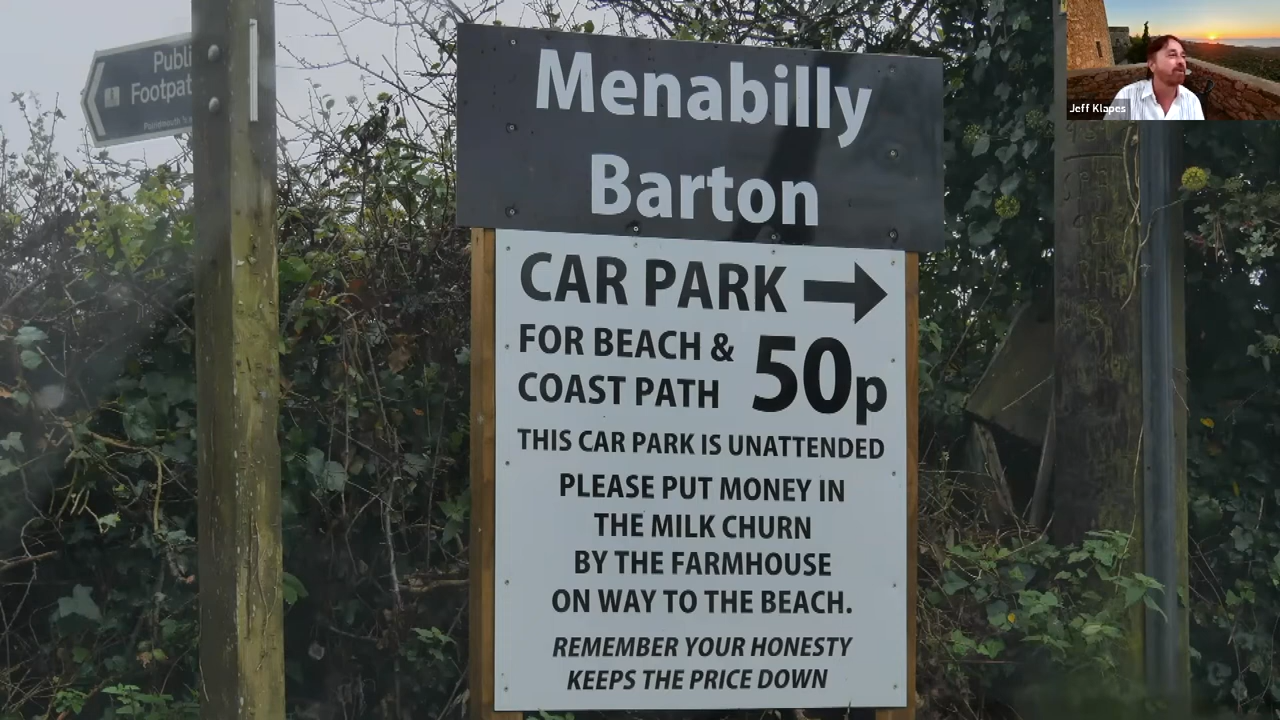 Publi
Footpat
Menabilly
Barton
CAR PARK
FOR BEACH &
COAST PATH
50p
THIS CAR PARK IS UNATTENDED
PLEASE PUT MONEY IN
THE MILK CHURN
BY THE FARMHOUSE
ON WAY TO THE BEACH.
REMEMBER YOUR HONESTY
KEEPS THE PRICE DOWN
Jeff Klapes